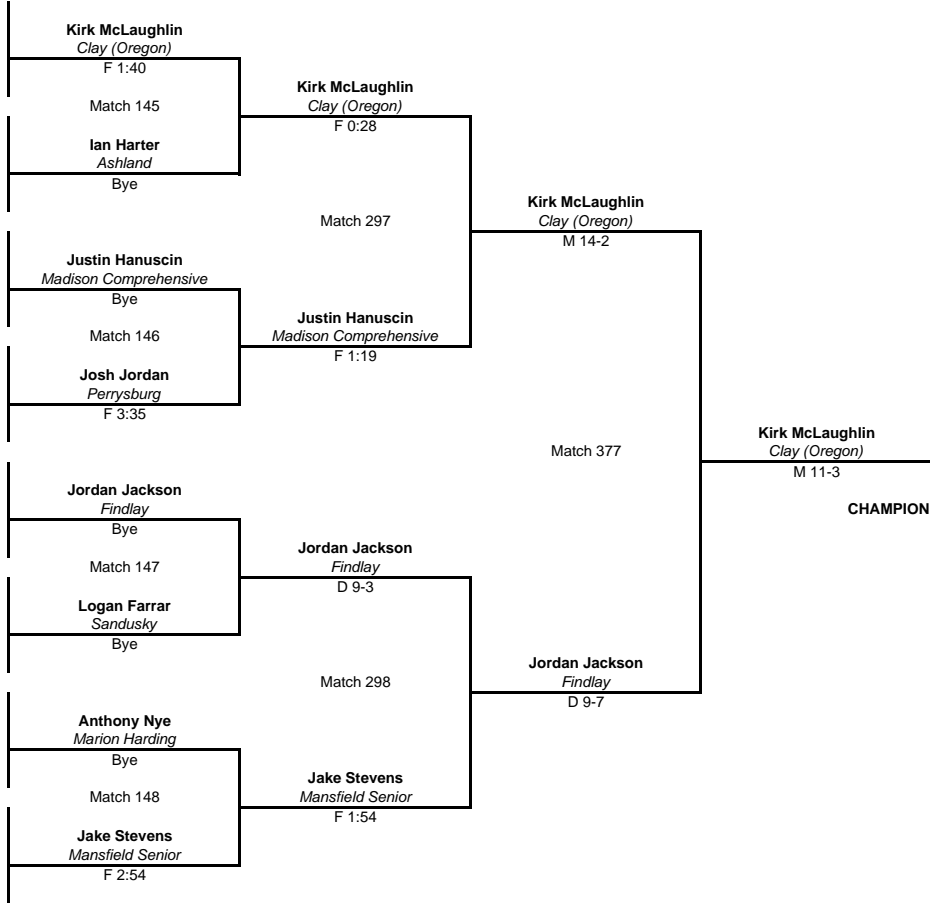 Kirk McLaughlin
Clay (Oregon)
F 1:40
Match 145
Ian Harter
Ashland
Bye
Justin Hanuscin
Madison Comprehensive
Bye
Match 146
Josh Jordan
Perrysburg
F 3:35
Jordan Jackson
Findlay
Bye
Match 147
Logan Farrar
Sandusky
Bye
Anthony Nye
Marion Harding
Bye
Match 148
Jake Stevens
Mansfield Senior
F 2:54
Kirk McLaughlin
Clay (Oregon)
F 0:28
Match 297
Justin Hanuscin
Madison Comprehensive
F 1:19
Jordan Jackson
Findlay
D 9-3
Match 298
Jake Stevens
Mansfield Senior
F 1:54
Kirk McLaughlin
Clay (Oregon)
M 14-2
Match 377
Jordan Jackson
Findlay
D 9-7
Kirk McLaughlin
Clay (Oregon)
M 11-3
CHAMPION